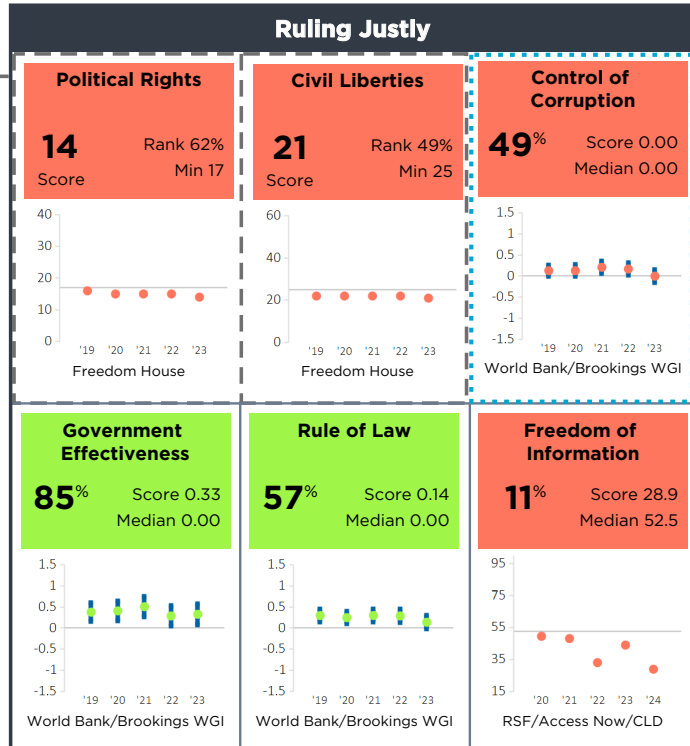 Ruling Justly
Political Rights
14
Score
Rank 62%
Min 17
40
30
20
10
0
'19 '20 '21 '22 '23
Freedom House
Civil Liberties
21
Score
Rank 49%
Min 25
60
40
20
0
'19 '20 '21 '22 '23
Freedom House
Control of
Corruption
49%
Score 0.00
Median 0.00
1.5
1
0.5
0
-0.5
-1
-1.5
'19 '20 '21 '22 '23
World Bank/Brookings WGI
Government
Effectiveness
85%
Score 0.33
Median 0.00
1.5
1
0.5
0
-0.5
-1
-1.5
'19 '20 '21 '22 '23
World Bank/Brookings WGI
Rule of Law
57%
Score 0.14
Median 0.00
1.5
1
0.5
0
-0.5
-1
-1.5
'19 '20 '21 '22 '23
World Bank/Brookings WGI
Freedom of
Information
11%
Score 28.9
Median 52.5
95
75
55
35
15
'20 '21 '22 '23 '24
RSF/Access Now/CLD